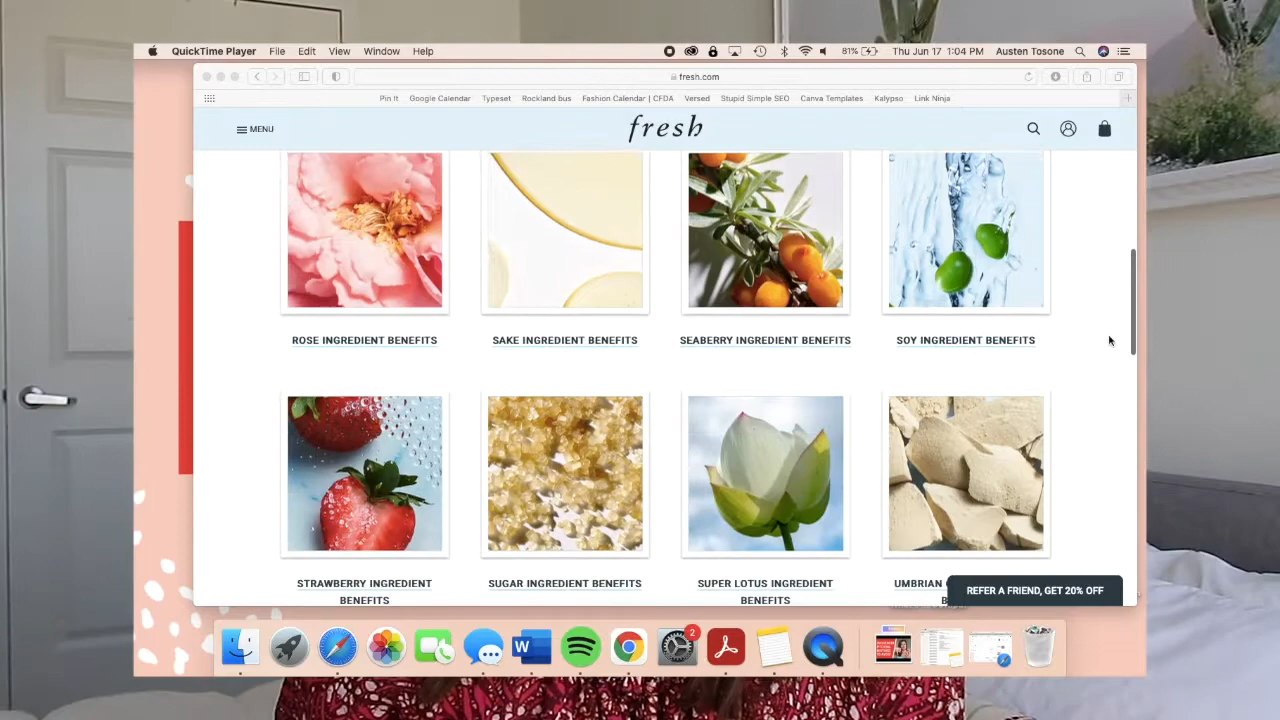 QuickTime Player File Edit View Window Help 81% Thu Jun 17 1:04 PM Austen Tosone
fresh.com
Pin It Google Calendar Typeset Rockland bus Fashion Calendar | CFDA Versed Stupid Simple SEO Canva Templates Kalypso Link Ninja
MENU fresh
ROSE INGREDIENT BENEFITS SAKE INGREDIENT BENEFITS SEABERRY INGREDIENT BENEFITS SOY INGREDIENT BENEFITS
STRAWBERRY INGREDIENT
BENEFITS
SUGAR INGREDIENT BENEFITS
SUPER LOTUS INGREDIENT
BENEFITS
UMBRIAN
REFER A FRIEND, GET 20% OFF
2
W